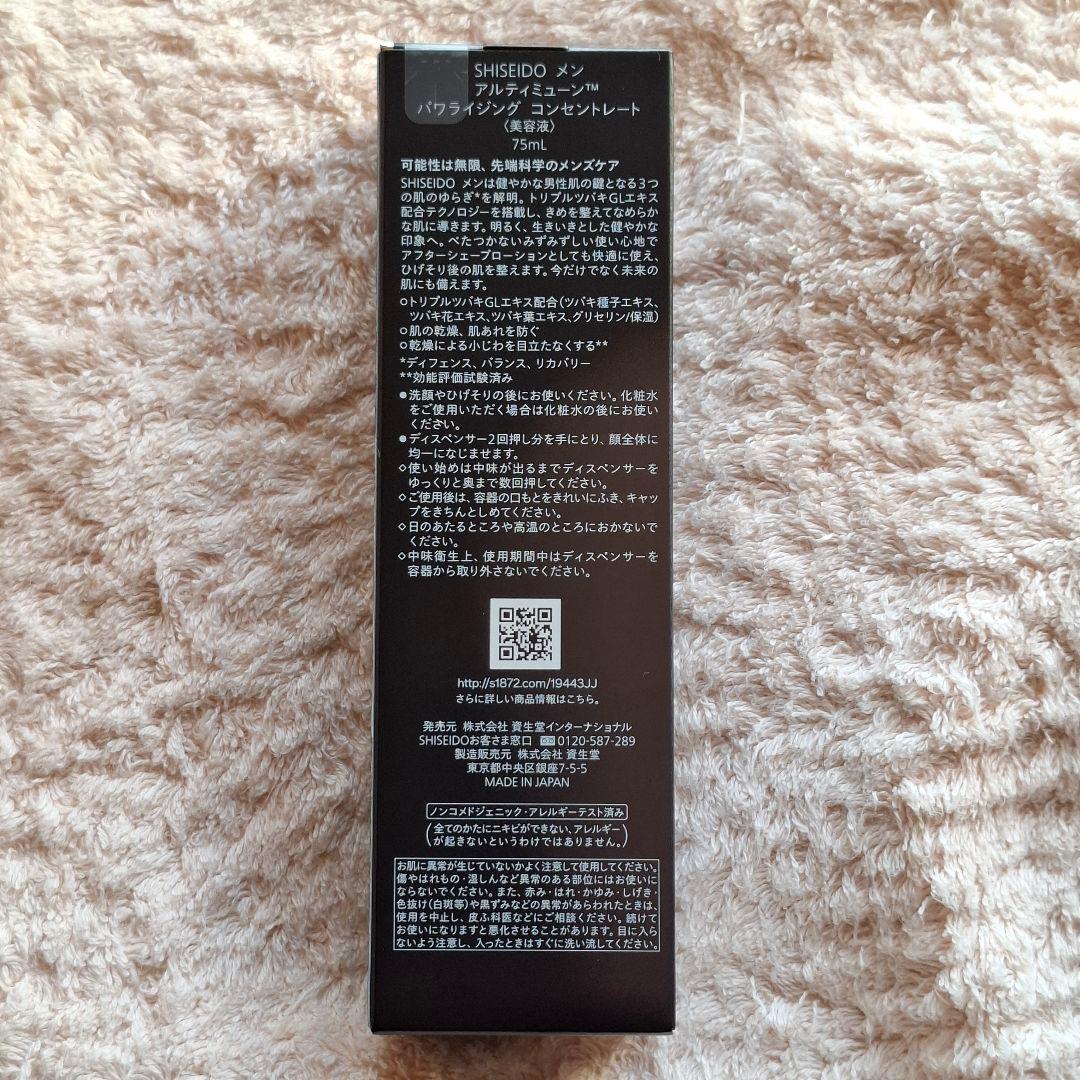 SHISEIDO メン
アルティミューン™
パワライジング コンセントレート
〈美容液〉
75mL
可能性は無限、先端科学のメンズケア
SHISEIDO メンは健やかな男性肌の鍵となる3つ
の肌のゆらぎ*を解明。トリプルツバキGLエキス
配合テクノロジーを搭載し、きめを整えてなめらか
な肌に導きます。明るく、生きいきとした健やかな
印象へ。べたつかないみずみずしい使い心地で
アフターシェーブローションとしても快適に使え、
ひげそり後の肌を整えます。今だけでなく未来の
肌にも備えます。
○トリプルツバキGLエキス配合(ツバキ種子エキス、
ツバキ花エキス、ツバキ葉エキス、グリセリン/保湿)
○肌の乾燥、肌あれを防ぐ
○乾燥による小じわを目立たなくする**
*ディフェンス、バランス、リカバリー
**効能評価試験済み
●洗顔やひげそりの後にお使いください。化粧水
をご使用いただく場合は化粧水の後にお使い
ください。
●ディスペンサー2回押し分を手にとり、顔全体に
均一になじませます。
◇使い始めは中味が出るまでディスペンサーを
ゆっくりと奥まで数回押してください。
◇ご使用後は、容器の口もとをきれいにふき、キャッ
プをきちんとしめてください。
◇日のあたるところや高温のところにおかないで
ください。
◇中味衛生上、使用期間中はディスペンサーを
容器から取り外さないでください。
http://s1872.com/19443JJ
さらに詳しい商品情報はこちら。
発売元 株式会社 資生堂インターナショナル
SHISEIDOお客さま窓口 0120-587-289
製造販売元 株式会社 資生堂
東京都中央区銀座7-5-5
MADE IN JAPAN
ノンコメドジェニック・アレルギーテスト済み
(全てのかたにニキビができない、アレルギー
が起きないというわけではありません。)
お肌に異常が生じていないかよく注意して使用してください。
傷やはれもの・湿しんなど異常のある部位にはお使いに
ならないでください。また、赤み・はれ・かゆみ・しげき・
色抜け(白斑等)や黒ずみなどの異常があらわれたときは、
使用を中止し、皮ふ科医などにご相談ください。続けて
お使いになりますと悪化させることがあります。目に入ら
ないよう注意し、入ったときはすぐに洗い流してください。